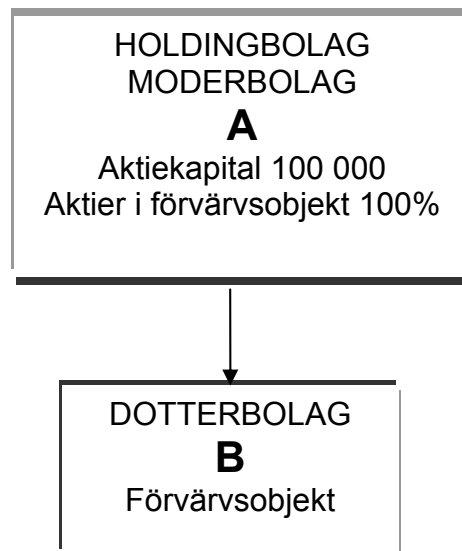 HOLDINGBOLAG
MODERBOLAG
A
Aktiekapital 100 000
Aktier i förvärvsobjekt 100%
DOTTERBOLAG
B
Förvärvsobjekt